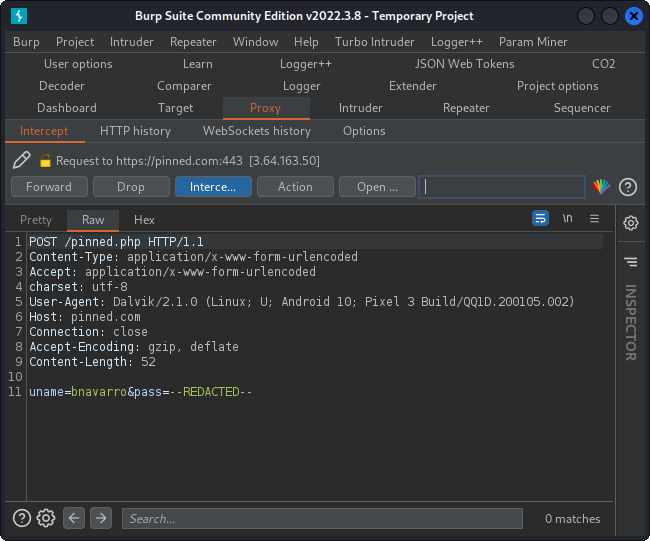 Burp Suite Community Edition v2022.3.8 - Temporary Project
Burp Project Intruder Repeater Window Help Turbo Intruder Logger++ Param Miner
User options Learn Logger++ JSON Web Tokens CO2
Decoder Comparer Logger Extender Project options
Dashboard Target Proxy Intruder Repeater Sequencer
Intercept HTTP history WebSockets history Options
Request to https://pinned.com:443 [3.64.163.50]
Forward Drop Interce... Action Open ...
Pretty Raw Hex \n
1 POST /pinned.php HTTP/1.1
2 Content-Type: application/x-www-form-urlencoded
3 Accept: application/x-www-form-urlencoded
4 charset: utf-8
5 User-Agent: Dalvik/2.1.0 (Linux; U; Android 10; Pixel 3 Build/QQ1D.200105.002)
6 Host: pinned.com
7 Connection: close
8 Accept-Encoding: gzip, deflate
9 Content-Length: 52
10
11 uname=bnavarro&pass=--REDACTED--
INSPECTOR
Search... 0 matches